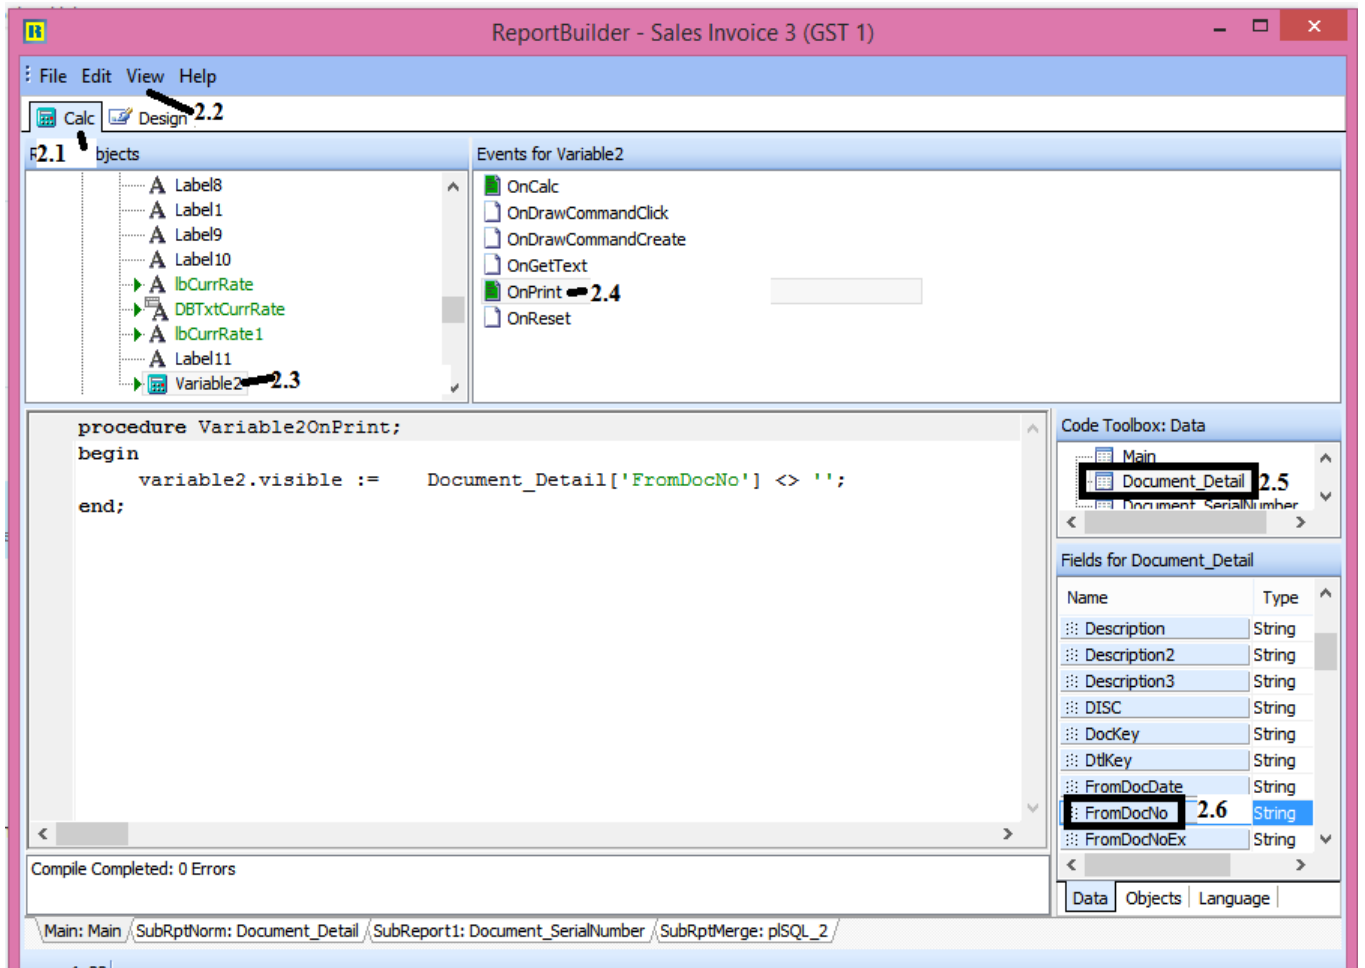 ReportBuilder - Sales Invoice 3 (GST 1)
File Edit View Help
Calc Design 2.2
2.1 bjects
Events for Variable2
Label8
Label1
Label9
Label10
lbCurrRate
DBTxtCurrRate
lbCurrRate1
Label11
Variable2 2.3
OnCalc
OnDrawCommandClick
OnDrawCommandCreate
OnGetText
OnPrint 2.4
OnReset
procedure Variable2OnPrint;
begin
variable2.visible := Document_Detail['FromDocNo'] <> '';
end;
Code Toolbox: Data
Main
Document_Detail 2.5
Document_SerialNumber
Fields for Document_Detail
Name Type
Description String
Description2 String
Description3 String
DISC String
DocKey String
DtlKey String
FromDocDate String
FromDocNo 2.6 String
FromDocNoEx String
Data Objects Language
Compile Completed: 0 Errors
Main: Main SubRptNorm: Document_Detail SubReport1: Document_SerialNumber SubRptMerge: plSQL_2